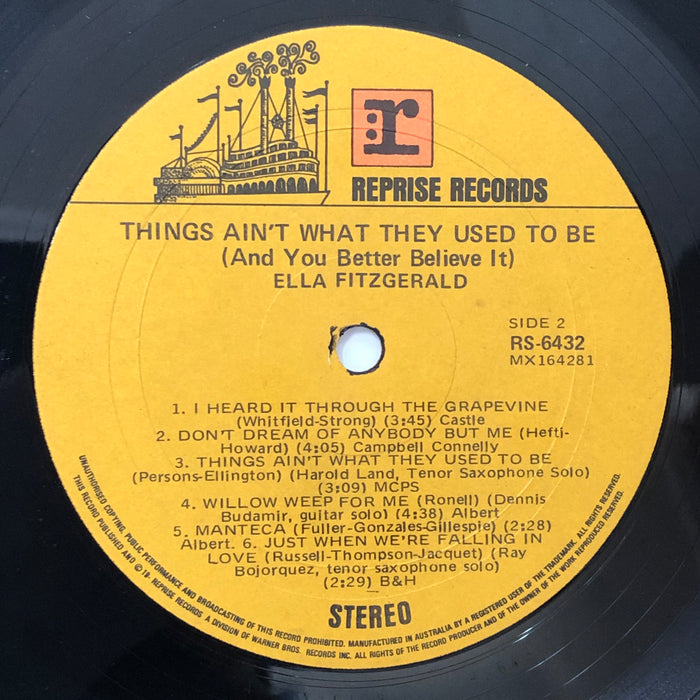 r
REPRISE RECORDS
THINGS AIN'T WHAT THEY USED TO BE
(And You Better Believe It)
ELLA FITZGERALD
SIDE 2
RS-6432
MX164281
1. I HEARD IT THROUGH THE GRAPEVINE
(Whitfield-Strong) (3:45) Castle
2. DON'T DREAM OF ANYBODY BUT ME (Hefti-
Howard) (4:05) Campbell Connelly
3. THINGS AIN'T WHAT THEY USED TO BE
(Persons-Ellington) (Harold Land, Tenor Saxophone Solo)
(3:09) MCPS
4. WILLOW WEEP FOR ME (Ronell) (Dennis
Budamir, guitar solo) (4:38) Albert
5. MANTECA (Fuller-Gonzales-Gillespie) (2:28)
Albert. 6. JUST WHEN WE'RE FALLING IN
LOVE (Russell-Thompson-Jacquet) (Ray
Bojorquez, tenor saxophone solo)
(2:29) B&H
STEREO
UNAUTHORISED COPYING, PUBLIC PERFORMANCE AND BROADCASTING OF THIS RECORD PROHIBITED. MANUFACTURED IN AUSTRALIA BY A REGISTERED USER OF THE TRADEMARK. ALL RIGHTS RESERVED.
THIS RECORD PUBLISHED AND REPRISE RECORDS, A DIVISION OF WARNER BROS. RECORDS INC. ALL RIGHTS OF THE RECORD PRODUCER AND OF THE OWNER OF THE WORK REPRODUCED RESERVED.